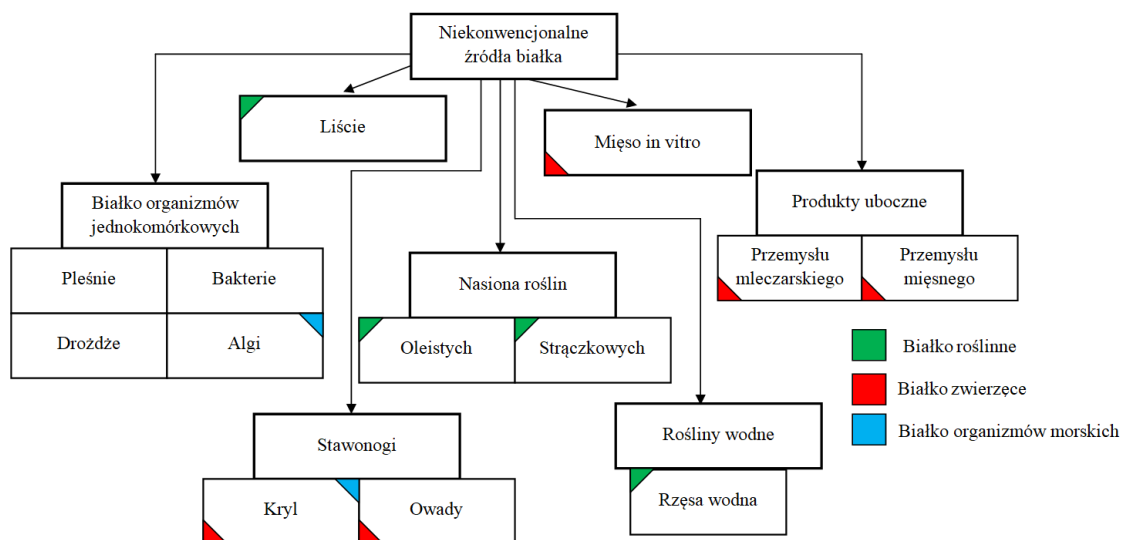 Niekonwencjonalne
źródła białka
Liście
Mięso in vitro
Białko organizmów
jednokomórkowych
Produkty uboczne
Pleśnie
Bakterie
Drożdże
Algi
Nasiona roślin
Oleistych
Strączkowych
Przemysłu
mleczarskiego
Przemysłu
mięsnego
Stawonogi
Kryl
Owady
Rośliny wodne
Rzęsa wodna
Białko roślinne
Białko zwierzęce
Białko organizmów morskich